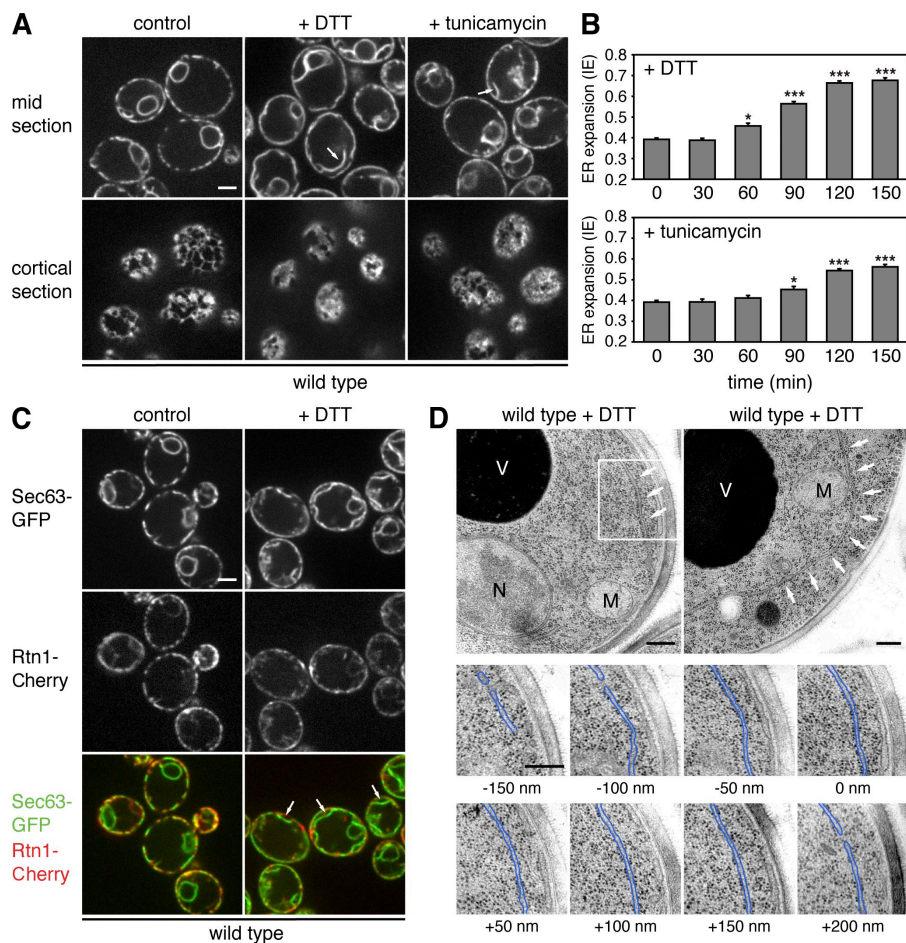 A
control
+ DTT
+ tunicamycin
mid
section
cortical
section
wild type
B
ER expansion (IE)
0.8
0.7
0.6
0.5
0.4
0.3
0.2
+ DTT
*
***
***
***
0
30
60
90
120
150
ER expansion (IE)
0.8
0.7
0.6
0.5
0.4
0.3
0.2
+ tunicamycin
*
***
***
0
30
60
90
120
150
time (min)
C
control
+ DTT
Sec63-
GFP
Rtn1-
Cherry
Sec63-
GFP
Rtn1-
Cherry
wild type
D
wild type + DTT
wild type + DTT
V
N
M
V
M
-150 nm
-100 nm
-50 nm
0 nm
+50 nm
+100 nm
+150 nm
+200 nm